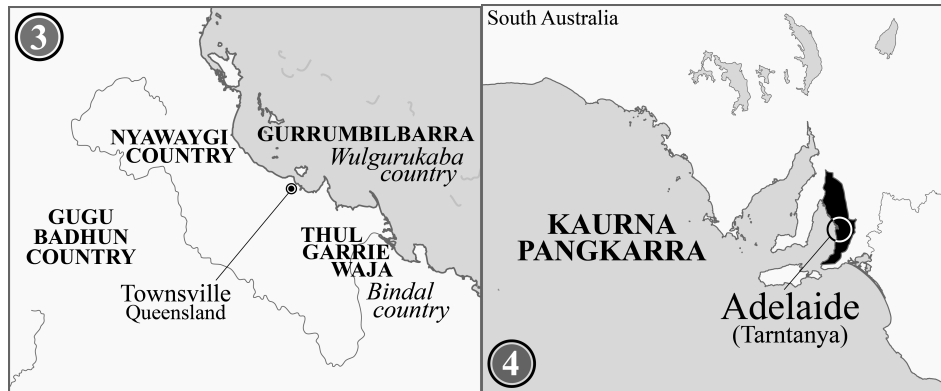 3
NYAWAYGI
COUNTRY
GURRUMBILBARRA
Wulgurukaba
country
GUGU
BADHUN
COUNTRY
THUL
GARRIE
WAJA
Bindal
country
Townsville
Queensland
South Australia
KAURNA
PANGKARRA
Adelaide
(Tarntanya)
4